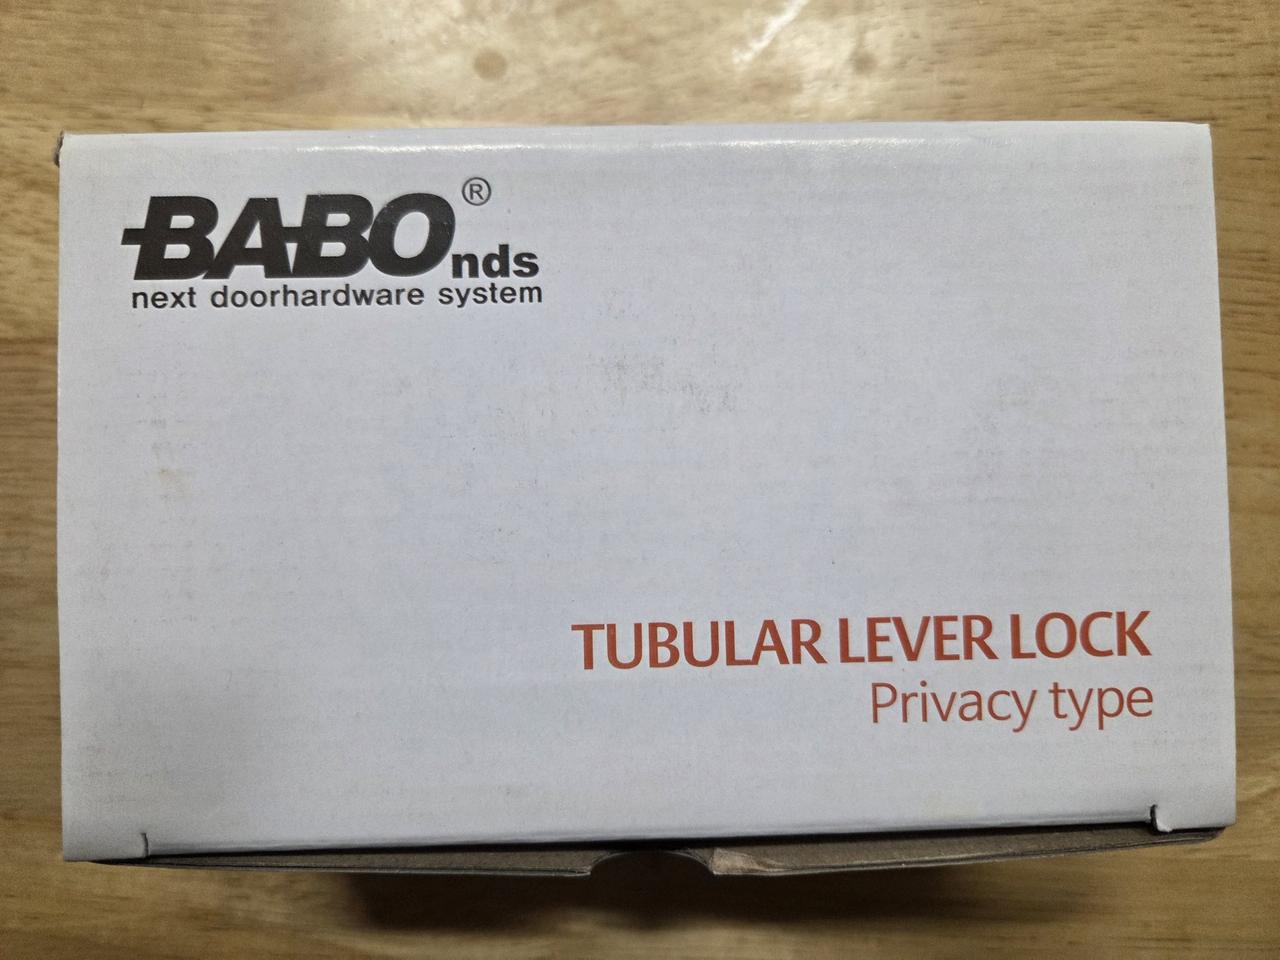 BABO® nds
next doorhardware system
TUBULAR LEVER LOCK
Privacy type